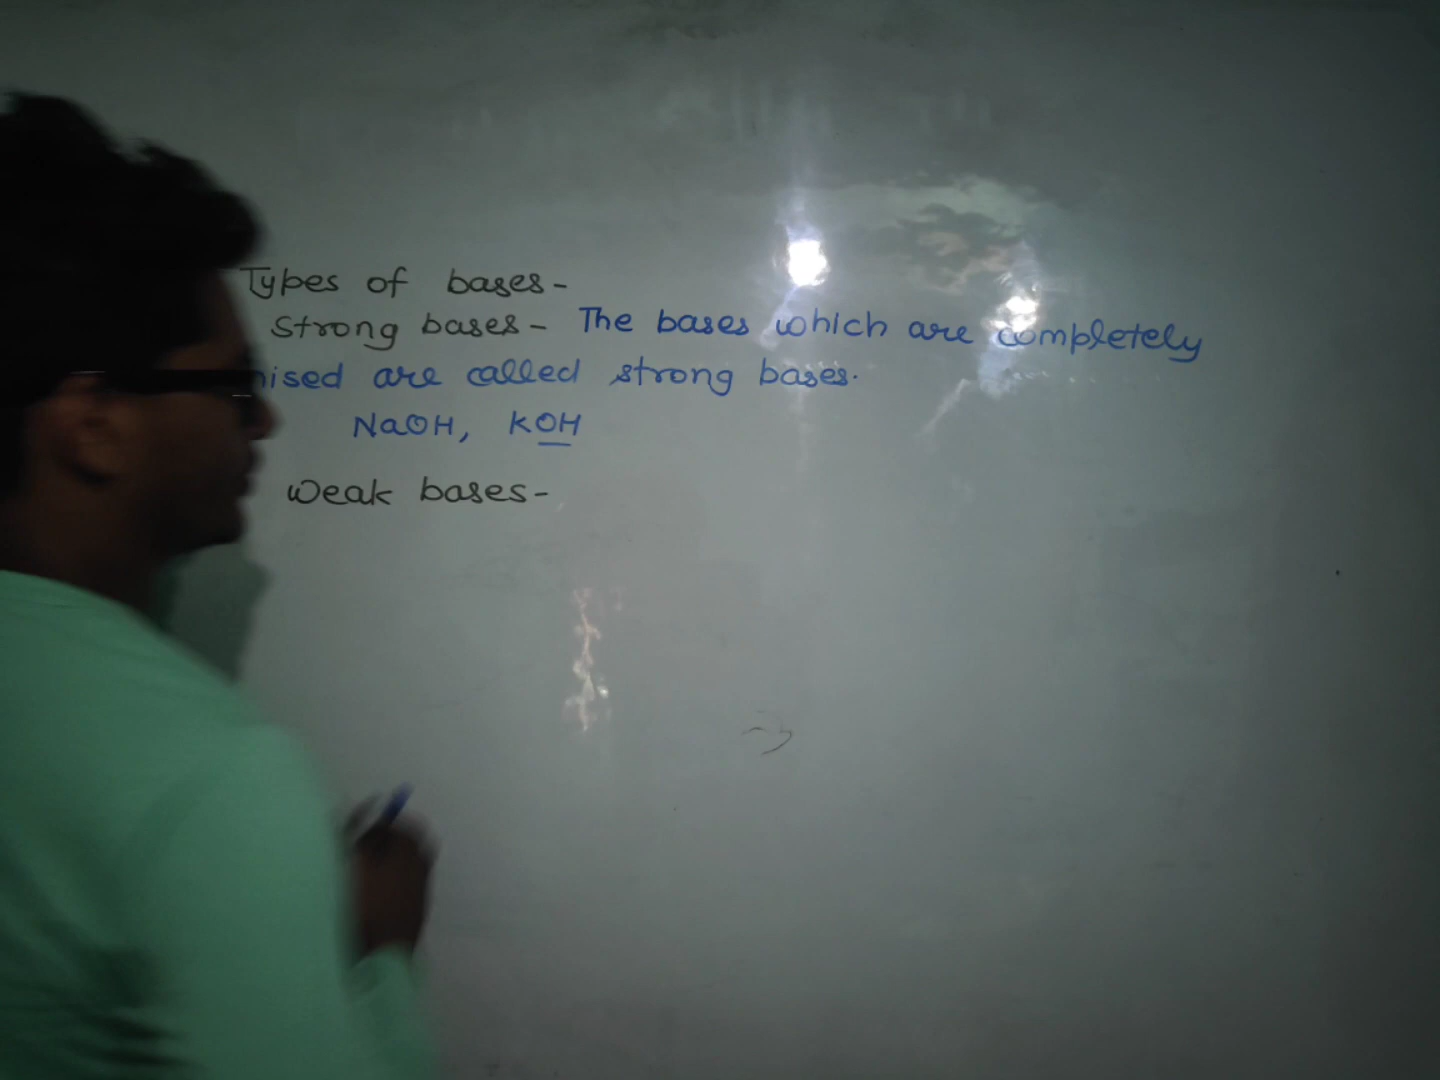 Types of bases-
Strong bases- The bases which are completely
nised are called strong bases.
NaOH, KOH
Weak bases-